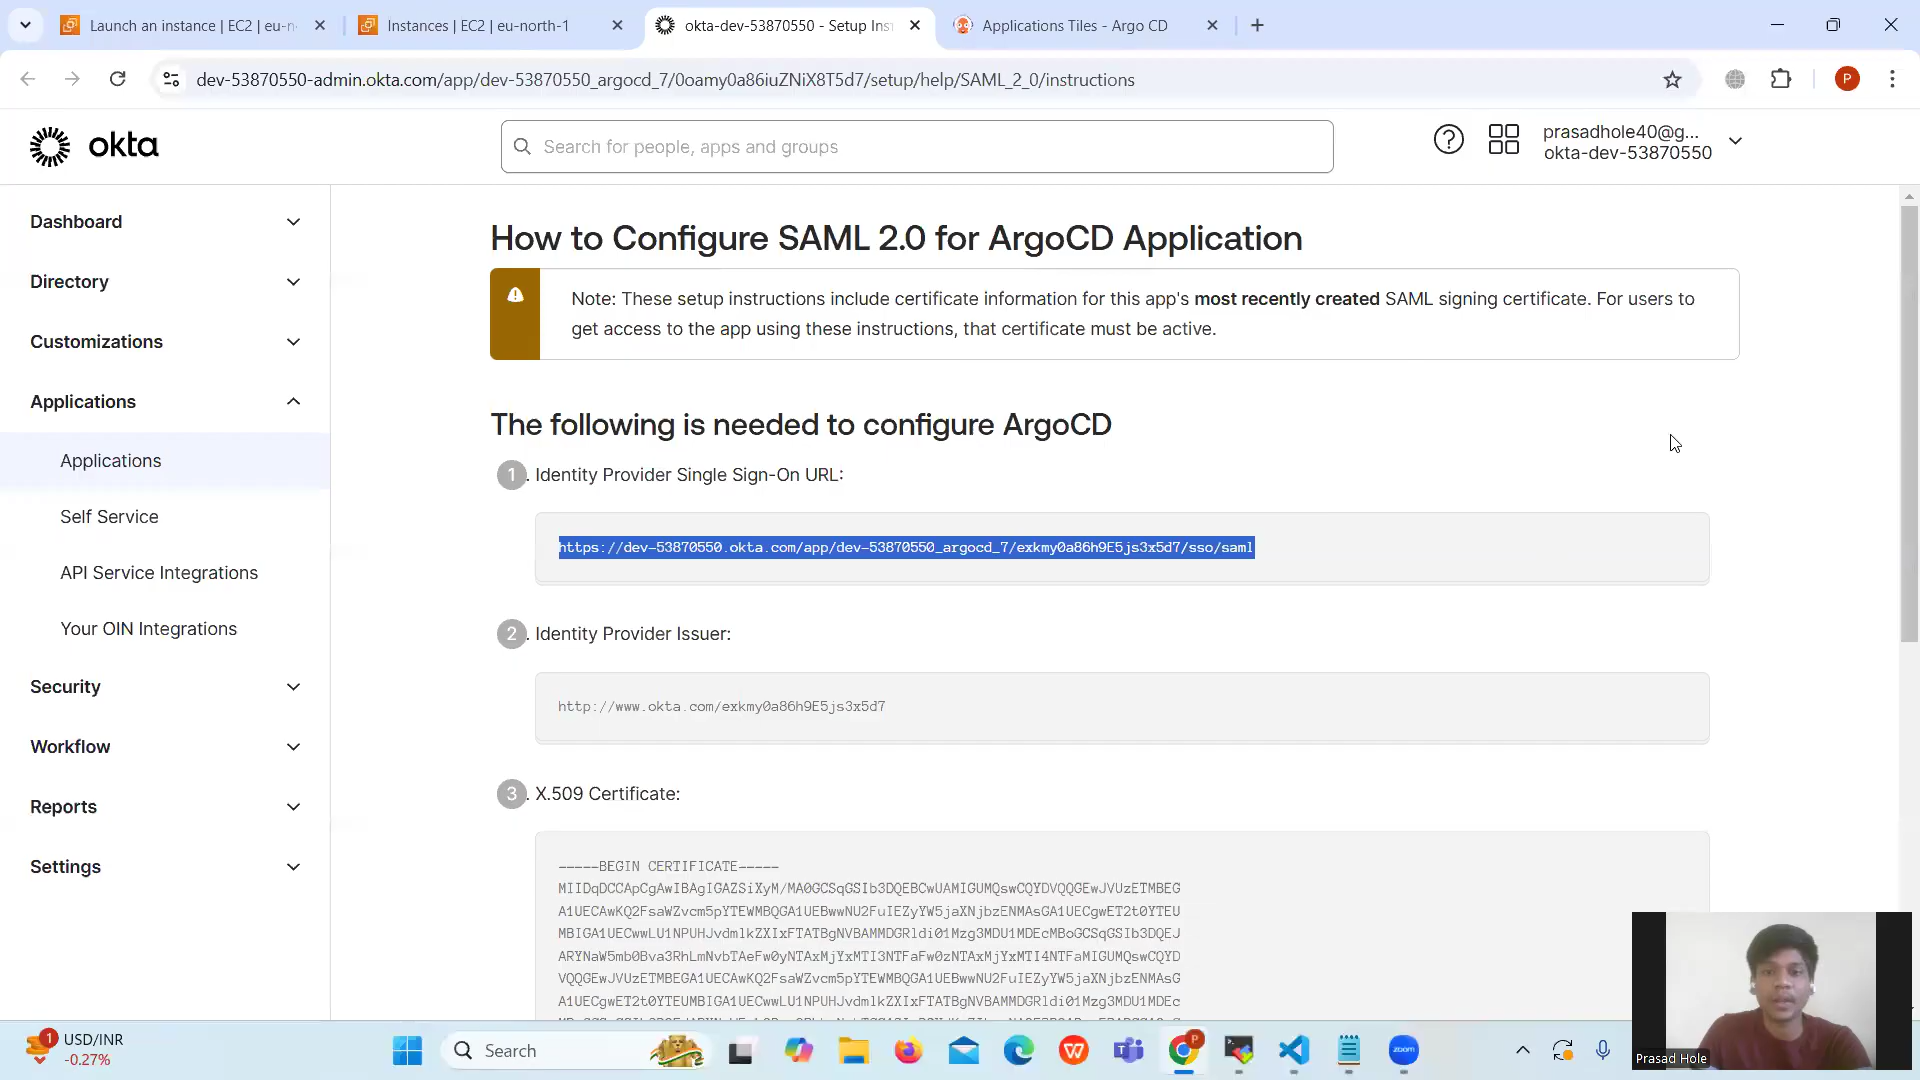 Launch an instance | EC2 | eu-n
Instances | EC2 | eu-north-1
okta-dev-53870550 - Setup Ins
Applications Tiles - Argo CD
dev-53870550-admin.okta.com/app/dev-53870550_argocd_7/0oamy0a86iuZNiX8T5d7/setup/help/SAML_2_0/instructions
P
okta
Search for people, apps and groups
prasadhole40@g...
okta-dev-53870550
Dashboard
Directory
Customizations
Applications
Applications
Self Service
API Service Integrations
Your OIN Integrations
Security
Workflow
Reports
Settings
How to Configure SAML 2.0 for ArgoCD Application
Note: These setup instructions include certificate information for this app's most recently created SAML signing certificate. For users to
get access to the app using these instructions, that certificate must be active.
The following is needed to configure ArgoCD
1. Identity Provider Single Sign-On URL:
https://dev-53870550.okta.com/app/dev-53870550_argocd_7/exkmy0a86h9E5js3x5d7/sso/saml
2. Identity Provider Issuer:
http://www.okta.com/exkmy0a86h9E5js3x5d7
3. X.509 Certificate:
-----BEGIN CERTIFICATE-----
MIIDqDCCApCgAwIBAgIGAZSiXyM/MA0GCSqGSIb3DQEBCwUAMIGUMQswCQYDVQQGEwJVUzETMBEG
A1UECAwKQ2FsaWZvcm5pYTEWMBQGA1UEBwwNU2FuIEZyYW5jaXNjbzENMAsGA1UECgwET2t0YTEU
MBIGA1UECwwLU1NPUHJvdmlkZXIxFTATBgNVBAMMDGRldi01Mzg3MDU1MDEcMBoGCSqGSIb3DQEJ
ARYNaW5mb0Bva3RhLmNvbTAeFw0yNTAxMjYxMTI3NTFaFw0zNTAxMjYxMTI4NTFaMIGUMQswCQYD
VQQGEwJVUzETMBEGA1UECAwKQ2FsaWZvcm5pYTEWMBQGA1UEBwwNU2FuIEZyYW5jaXNjbzENMAsG
A1UECgwET2t0YTEUMBIGA1UECwwLU1NPUHJvdmlkZXIxFTATBgNVBAMMDGRldi01Mzg3MDU1MDEc
Prasad Hole
1
USD/INR
-0.27%
Search
P
zoom